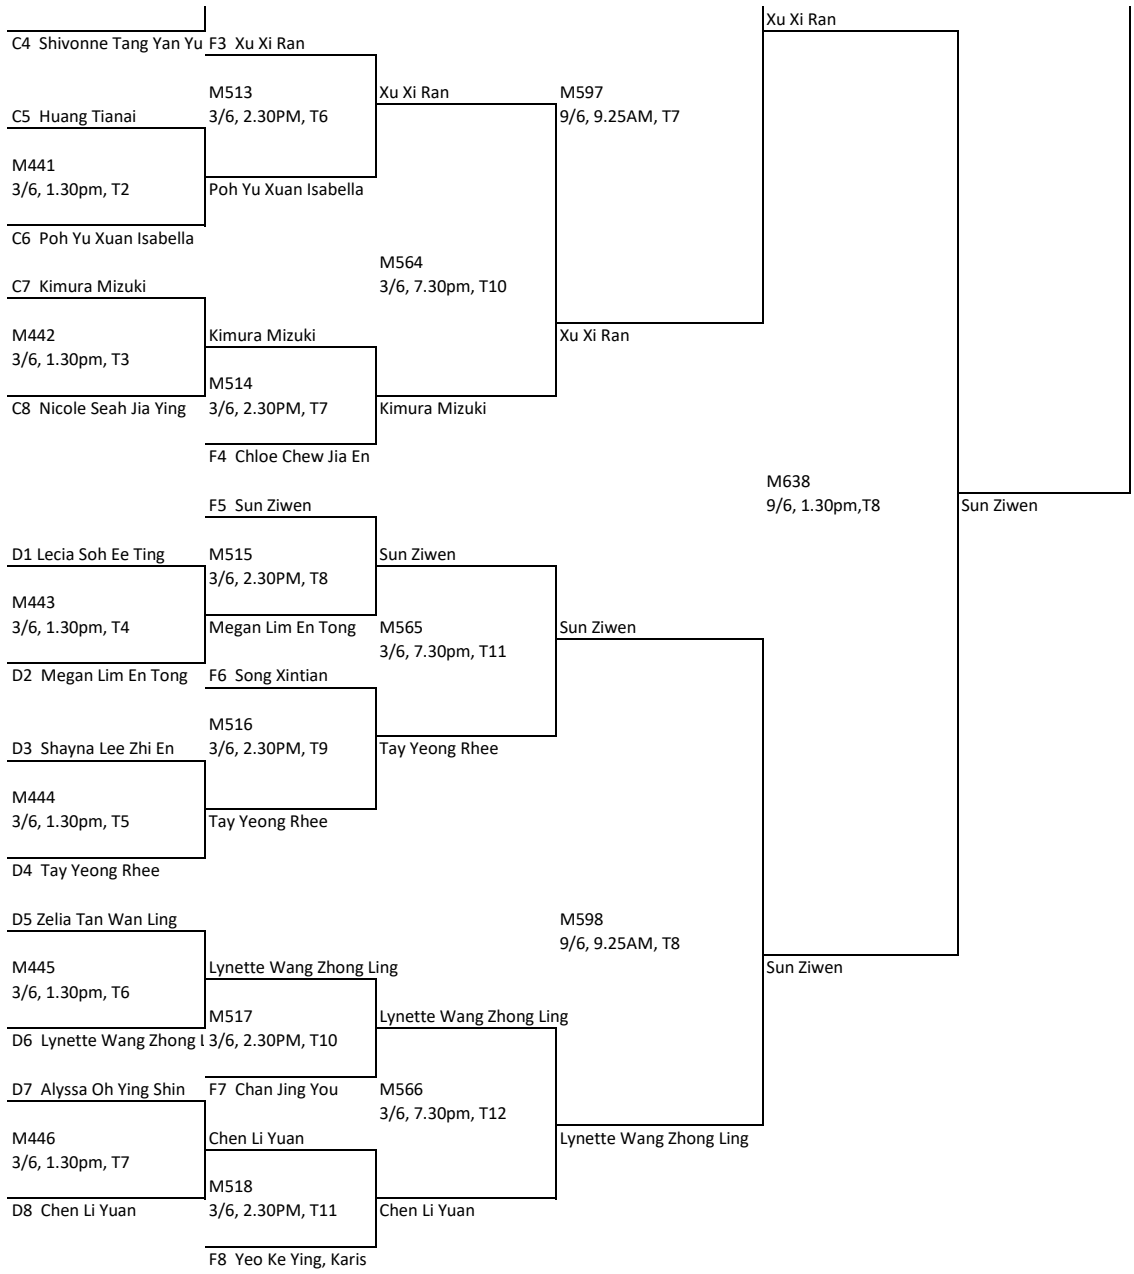 Xu Xi Ran
C4 Shivonne Tang Yan Yu F3 Xu Xi Ran
M513 Xu Xi Ran M597
C5 Huang Tianai 3/6, 2.30PM, T6 9/6, 9.25AM, T7
M441
3/6, 1.30pm, T2 Poh Yu Xuan Isabella
C6 Poh Yu Xuan Isabella
M564
C7 Kimura Mizuki 3/6, 7.30pm, T10
M442 Kimura Mizuki Xu Xi Ran
3/6, 1.30pm, T3
M514
C8 Nicole Seah Jia Ying 3/6, 2.30PM, T7 Kimura Mizuki
F4 Chloe Chew Jia En
M638
F5 Sun Ziwen 9/6, 1.30pm,T8 Sun Ziwen
D1 Lecia Soh Ee Ting M515 Sun Ziwen
3/6, 2.30PM, T8
M443
3/6, 1.30pm, T4 Megan Lim En Tong M565 Sun Ziwen
3/6, 7.30pm, T11
D2 Megan Lim En Tong F6 Song Xintian
M516
D3 Shayna Lee Zhi En 3/6, 2.30PM, T9 Tay Yeong Rhee
M444
3/6, 1.30pm, T5 Tay Yeong Rhee
D4 Tay Yeong Rhee
D5 Zelia Tan Wan Ling M598
9/6, 9.25AM, T8
M445 Lynette Wang Zhong Ling Sun Ziwen
3/6, 1.30pm, T6
M517 Lynette Wang Zhong Ling
D6 Lynette Wang Zhong L 3/6, 2.30PM, T10
D7 Alyssa Oh Ying Shin F7 Chan Jing You M566
3/6, 7.30pm, T12
M446 Chen Li Yuan Lynette Wang Zhong Ling
3/6, 1.30pm, T7
M518
D8 Chen Li Yuan 3/6, 2.30PM, T11 Chen Li Yuan
F8 Yeo Ke Ying, Karis